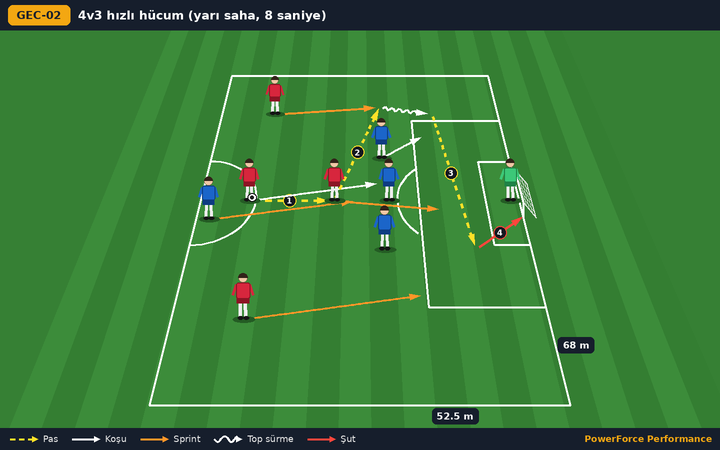 GEC-02 4v3 hızlı hücum (yarı saha, 8 saniye)
2
1
3
4
68 m
52.5 m
Pas Koşu Sprint Top sürme Şut PowerForce Performance